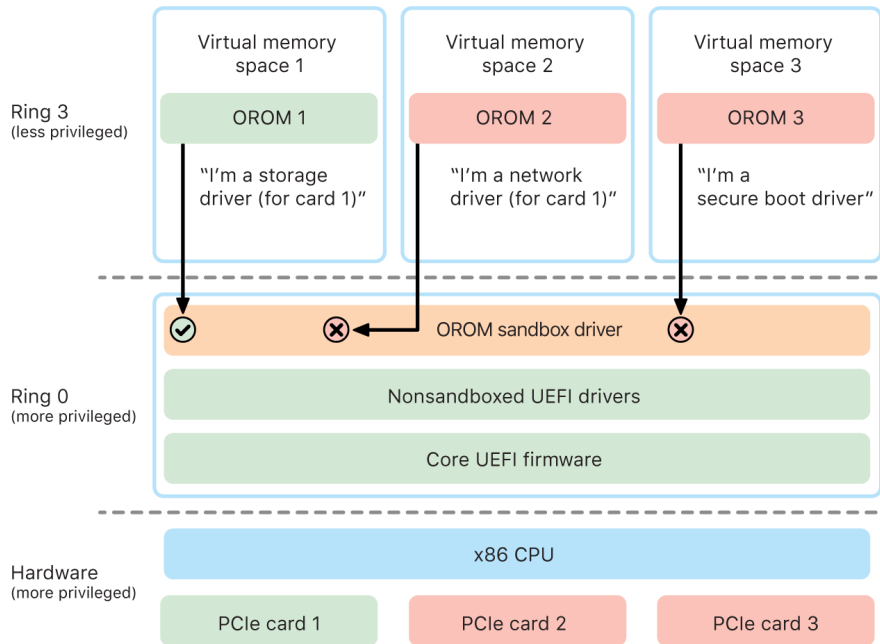 Virtual memory
space 1
Virtual memory
space 2
Virtual memory
space 3
Ring 3
(less privileged)
OROM 1
OROM 2
OROM 3
“I’m a storage
driver (for card 1)”
“I’m a network
driver (for card 1)”
“I’m a
secure boot driver”
OROM sandbox driver
Ring 0
(more privileged)
Nonsandboxed UEFI drivers
Core UEFI firmware
Hardware
(more privileged)
x86 CPU
PCIe card 1
PCIe card 2
PCIe card 3